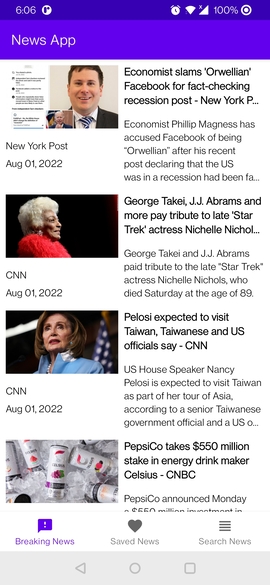 6:06
100%
News App
Economist slams 'Orwellian'
Facebook for fact-checking
recession post - New York P...
Economist Phillip Magness has
accused Facebook of being
“Orwellian” after his recent
post declaring that the US
was in a recession had been fa...
New York Post
Aug 01, 2022
George Takei, J.J. Abrams and
more pay tribute to late 'Star
Trek' actress Nichelle Nichol...
George Takei and J.J. Abrams
paid tribute to the late "Star Trek"
actress Nichelle Nichols, who
died Saturday at the age of 89.
CNN
Aug 01, 2022
Pelosi expected to visit
Taiwan, Taiwanese and US
officials say - CNN
US House Speaker Nancy
Pelosi is expected to visit Taiwan
as part of her tour of Asia,
according to a senior Taiwanese
government official and a US o...
CNN
Aug 01, 2022
PepsiCo takes $550 million
stake in energy drink maker
Celsius - CNBC
PepsiCo announced Monday
a $550 million investment in
Breaking News
Saved News
Search News